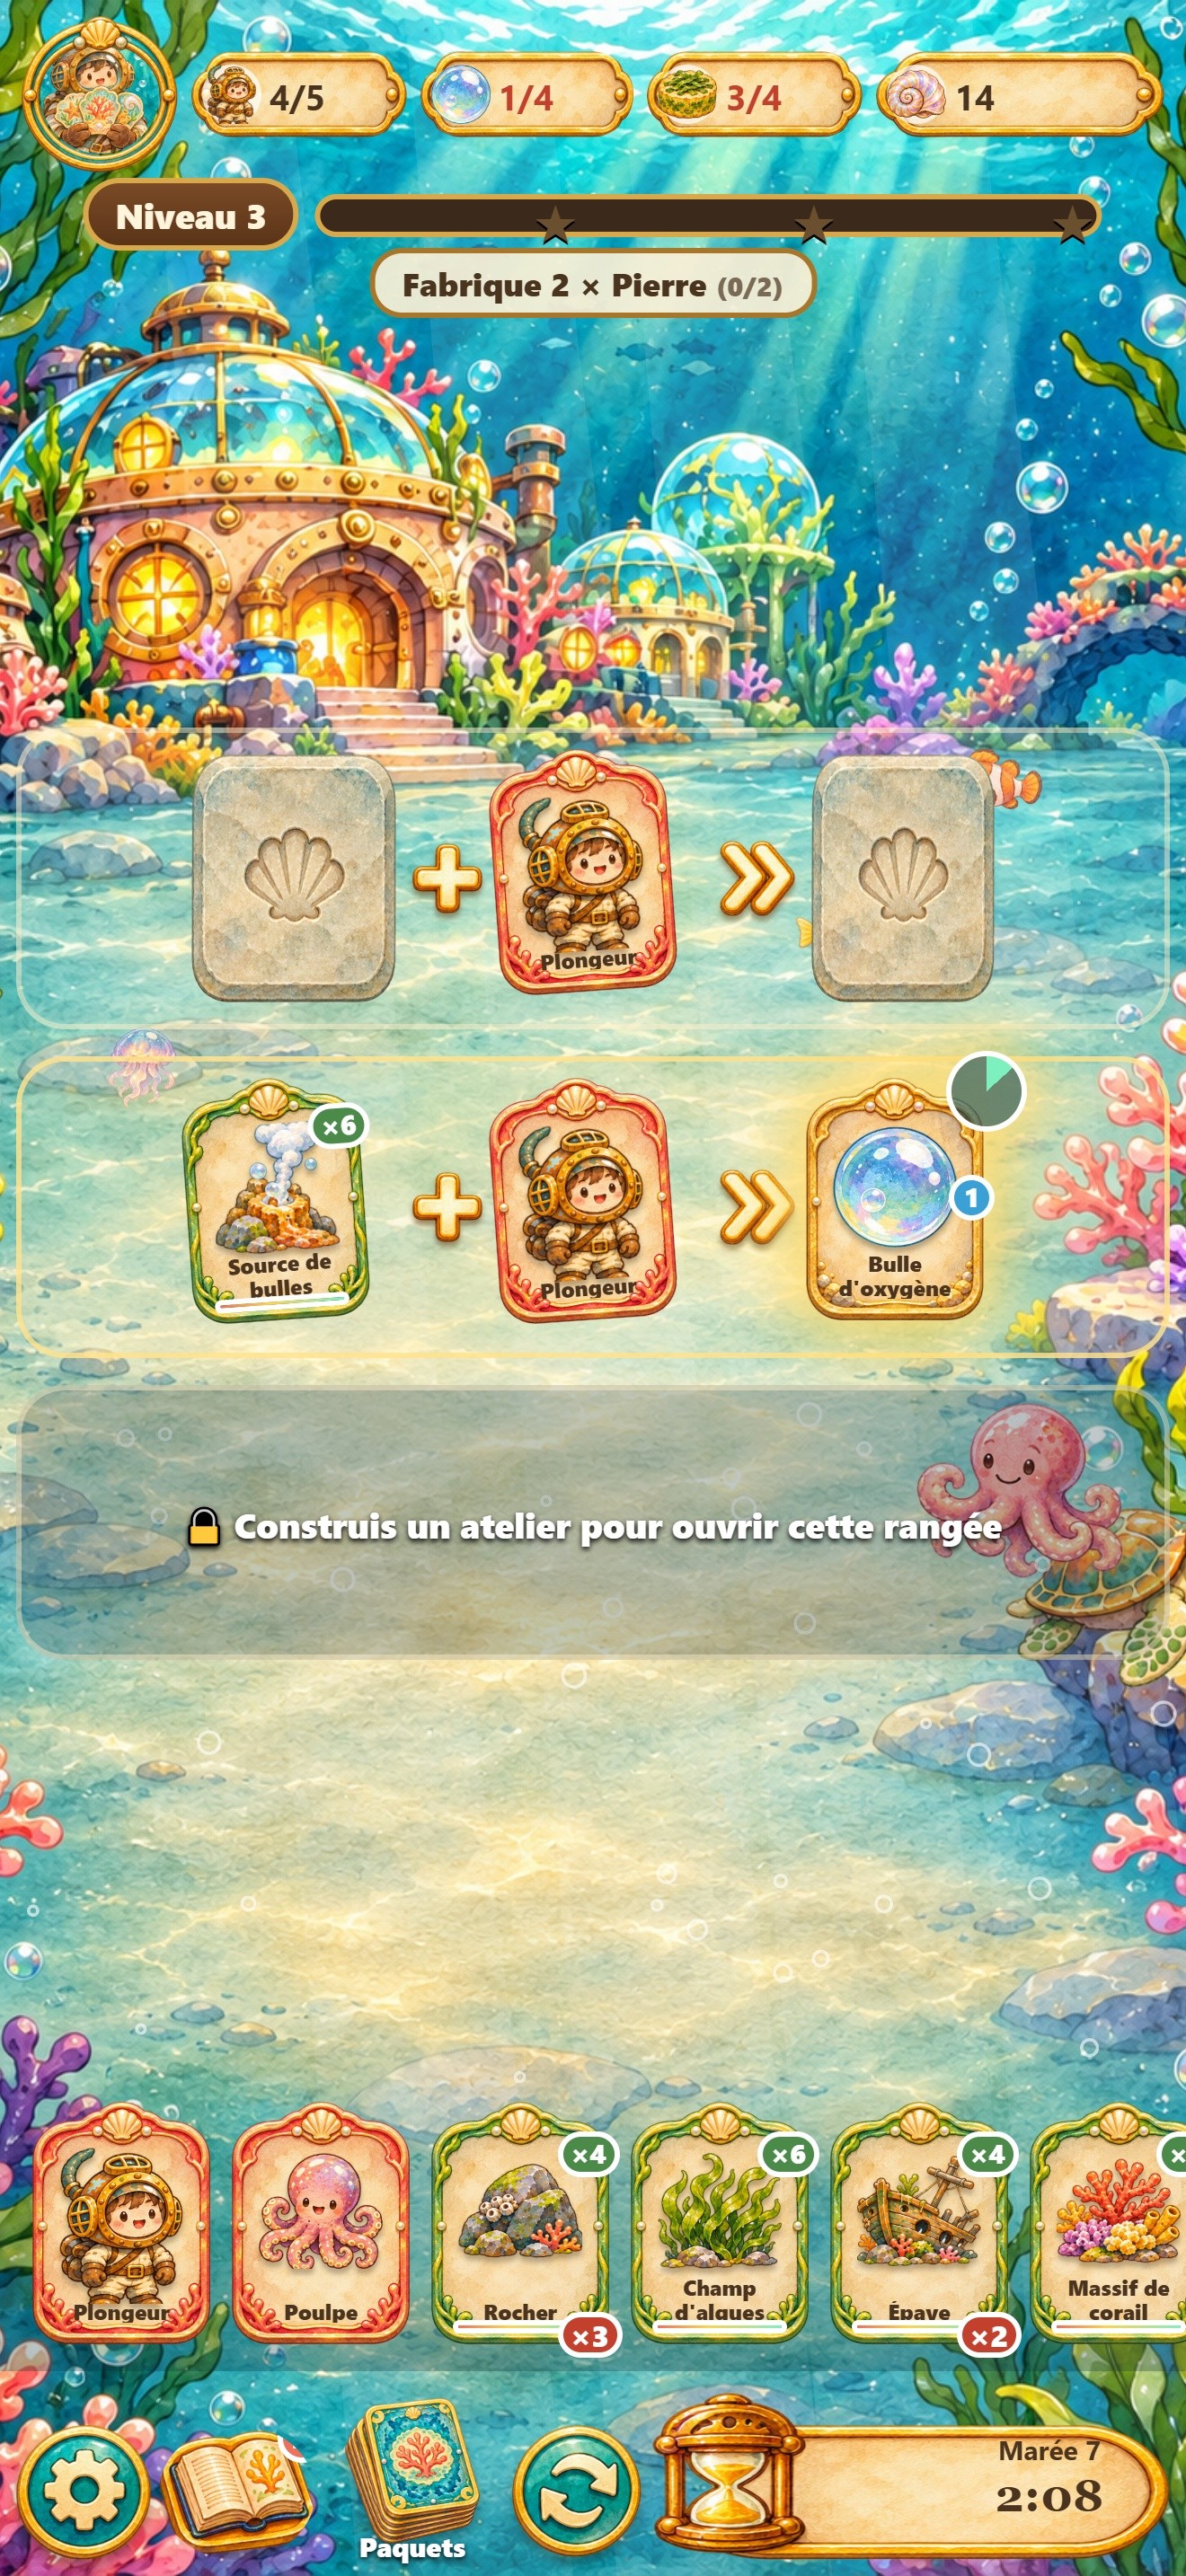 4/5
1/4
3/4
14
Niveau 3
Fabrique 2 × Pierre (0/2)
Plongeur
×6
Source de
bulles
Plongeur
1
Bulle
d'oxygène
Construis un atelier pour ouvrir cette rangée
Plongeur
Poulpe
×4
Rocher
×3
×6
Champ
d'algues
×4
Épave
×2
Massif de
corail
Paquets
Marée 7
2:08